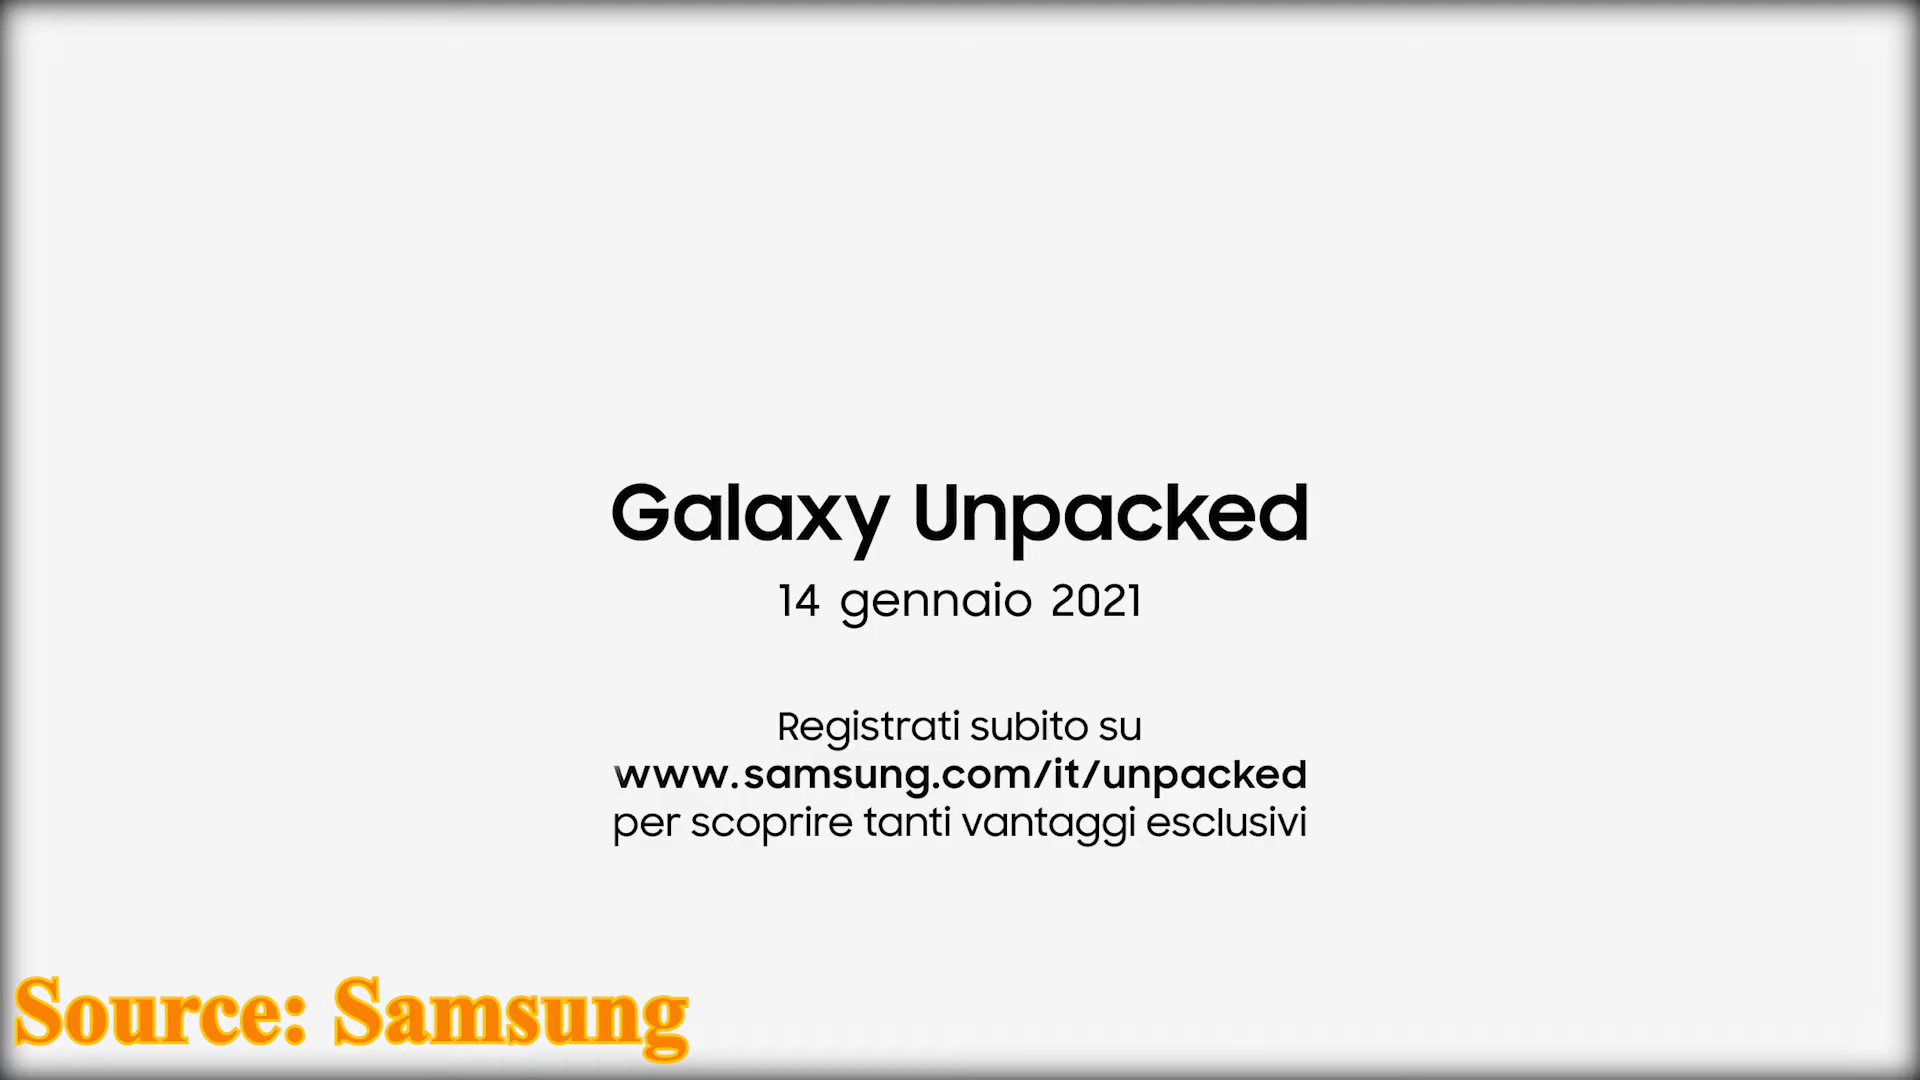 Galaxy Unpacked
14 gennaio 2021
Registrati subito su
www.samsung.com/it/unpacked
per scoprire tanti vantaggi esclusivi
Source: Samsung